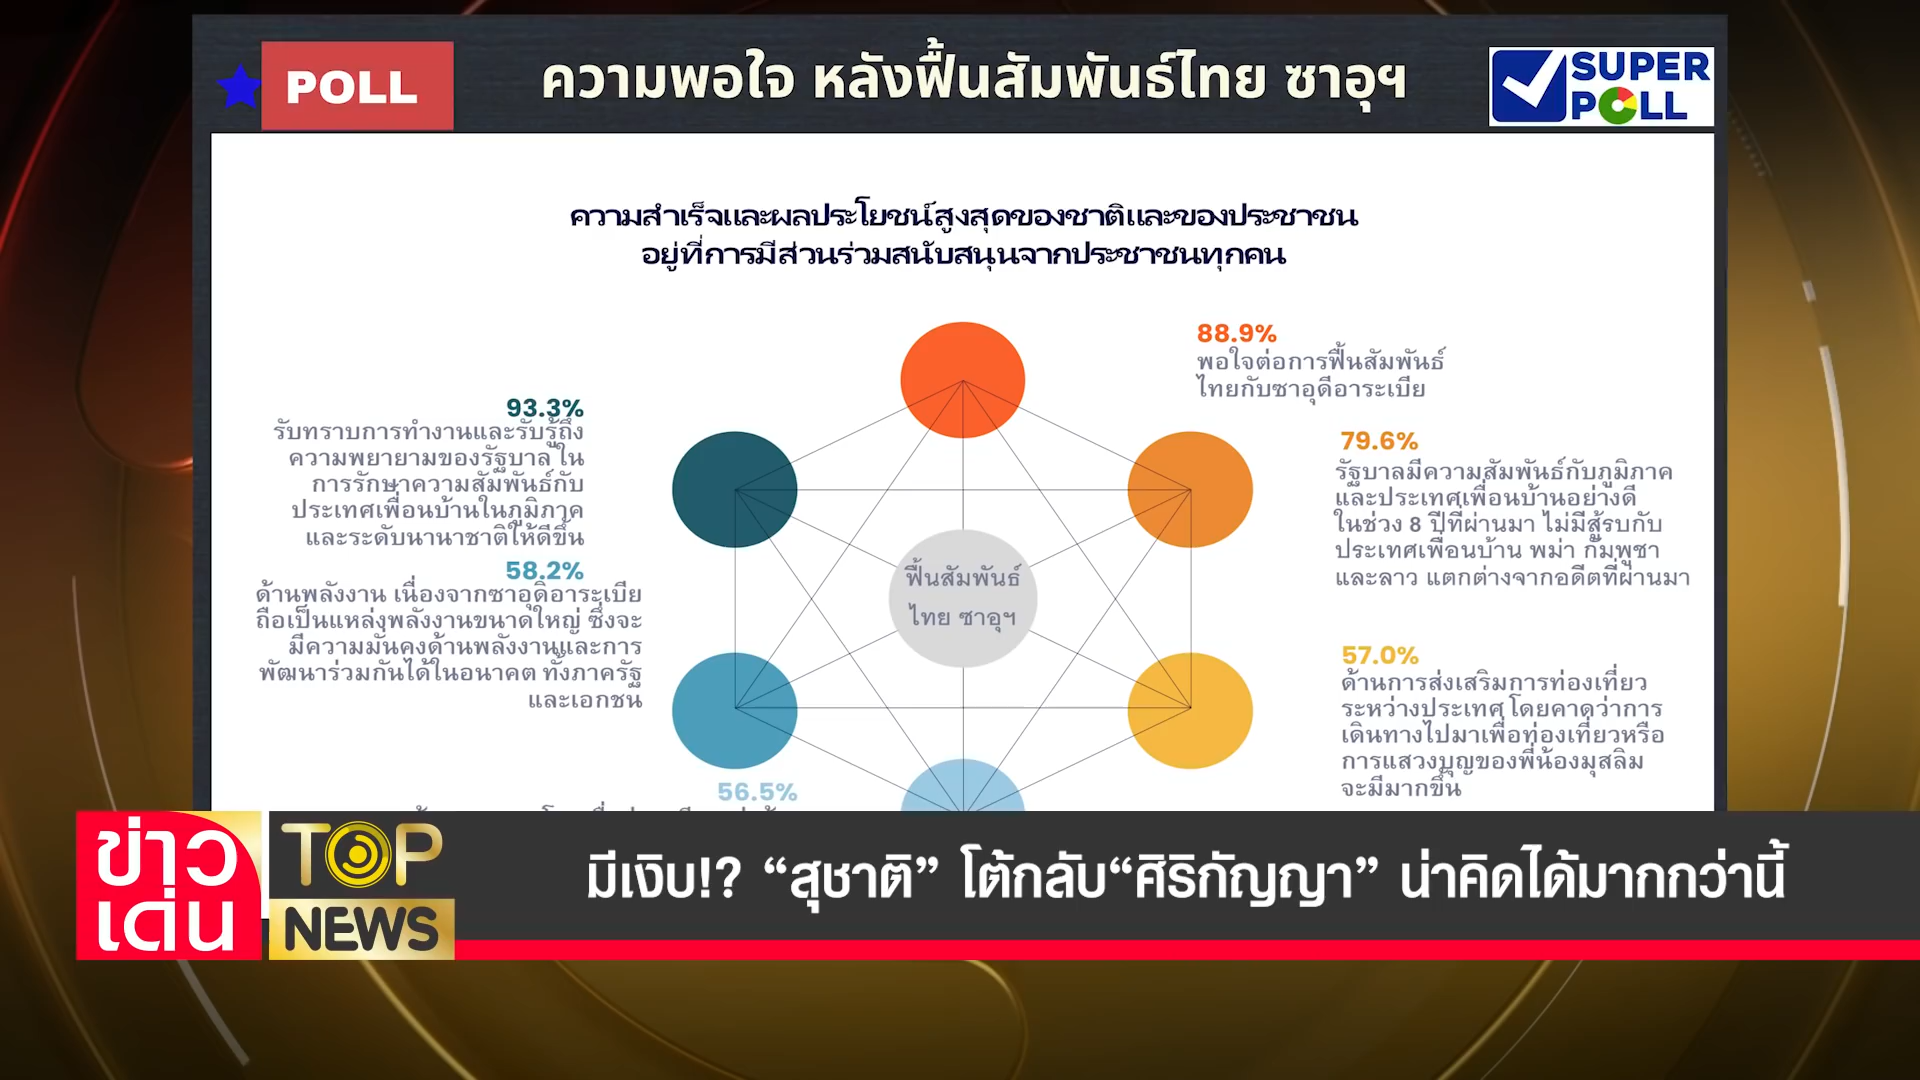 POLL
ความพอใจ หลังฟื้นสัมพันธ์ไทย ซาอุฯ
SUPER
POLL
ความสำเร็จและผลประโยชน์สูงสุดของชาติและของประชาชน
อยู่ที่การมีส่วนร่วมสนับสนุนจากประชาชนทุกคน
88.9%
พอใจต่อการฟื้นสัมพันธ์
ไทยกับซาอุดีอาระเบีย
93.3%
รับทราบการทำงานและรับรู้ถึง
ความพยายามของรัฐบาล ใน
การรักษาความสัมพันธ์กับ
ประเทศเพื่อนบ้านในภูมิภาค
และระดับนานาชาติให้ดีขึ้น
79.6%
รัฐบาลมีความสัมพันธ์กับภูมิภาค
และประเทศเพื่อนบ้านอย่างดี
ในช่วง 8 ปีที่ผ่านมา ไม่มีสู้รบกับ
ประเทศเพื่อนบ้าน พม่า กัมพูชา
และลาว แตกต่างจากอดีตที่ผ่านมา
58.2%
ด้านพลังงาน เนื่องจากซาอุดิอาระเบีย
ถือเป็นแหล่งพลังงานขนาดใหญ่ ซึ่งจะ
มีความมั่นคงด้านพลังงานและการ
พัฒนาร่วมกันได้ในอนาคต ทั้งภาครัฐ
และเอกชน
ฟื้นสัมพันธ์
ไทย ซาอุฯ
57.0%
ด้านการส่งเสริมการท่องเที่ยว
ระหว่างประเทศ โดยคาดว่าการ
เดินทางไปมาเพื่อท่องเที่ยวหรือ
การแสวงบุญของพี่น้องมุสลิม
จะมีมากขึ้น
56.5%
ข่าว
เด่น
TOP
NEWS
มีเงิบ!? “สุชาติ” โต้กลับ“ศิริกัญญา” น่าคิดได้มากกว่านี้